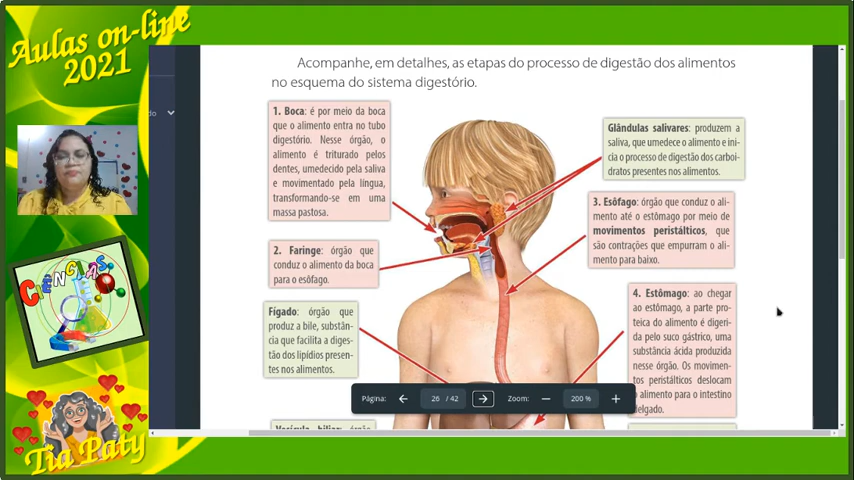 Aulas on-line
2021
CIÊNCIAS
Tia Paty
do
Acompanhe, em detalhes, as etapas do processo de digestão dos alimentos
no esquema do sistema digestório.
1. Boca: é por meio da boca
que o alimento entra no tubo
digestório. Nesse órgão, o
alimento é triturado pelos
dentes, umedecido pela saliva
e movimentado pela língua,
transformando-se em uma
massa pastosa.
2. Faringe: órgão que
conduz o alimento da boca
para o esôfago.
Fígado: órgão que
produz a bile, substân-
cia que facilita a diges-
tão dos lipídios presen-
tes nos alimentos.
Vesícula biliar: órgão
Glândulas salivares: produzem a
saliva, que umedece o alimento e ini-
cia o processo de digestão dos carboi-
dratos presentes nos alimentos.
3. Esôfago: órgão que conduz o ali-
mento até o estômago por meio de
movimentos peristálticos, que
são contrações que empurram o ali-
mento para baixo.
4. Estômago: ao chegar
ao estômago, a parte pro-
teica do alimento é digeri-
da pelo suco gástrico, uma
substância ácida produzida
nesse órgão. Os movimen-
tos peristálticos deslocam
o alimento para o intestino
delgado.
Página: 26 / 42 Zoom: 200 %